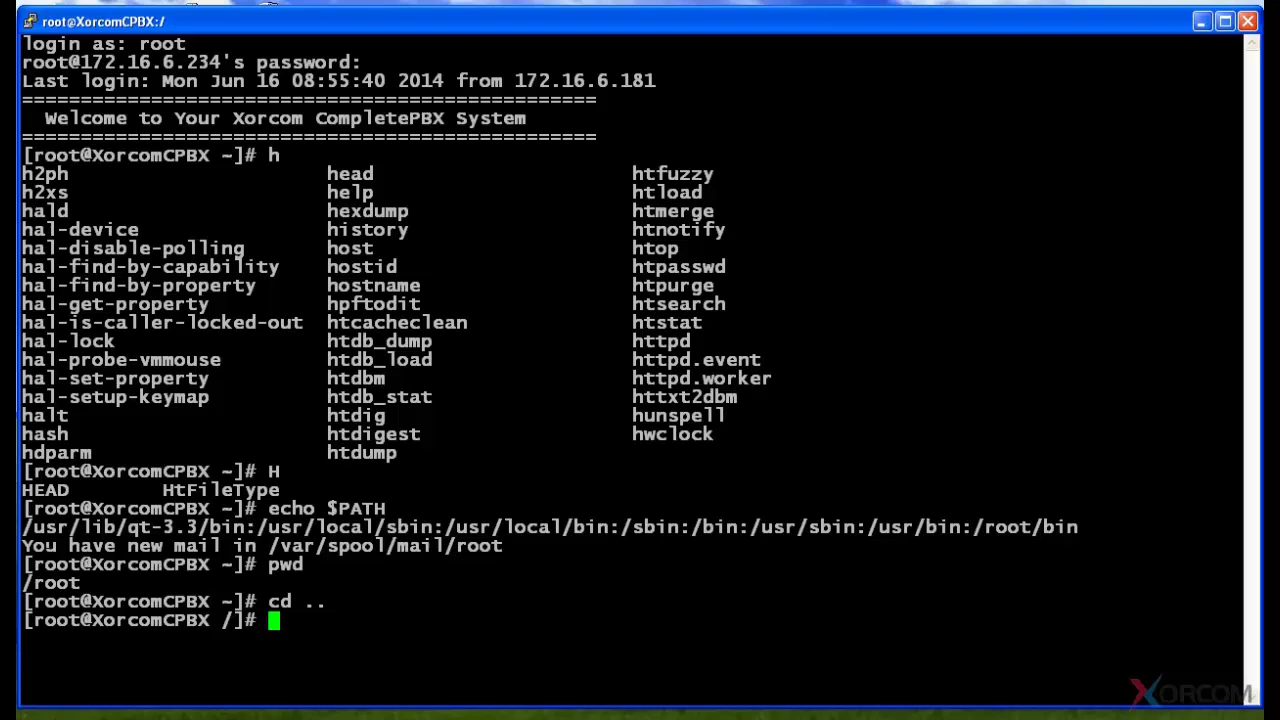 root@XorcomCPBX:/
login as: root
root@172.16.6.234's password:
Last login: Mon Jun 16 08:55:40 2014 from 172.16.6.181
=================================================
Welcome to Your Xorcom CompletePBX System
=================================================
[root@XorcomCPBX ~]# h
h2ph head htfuzzy
h2xs help htload
hald hexdump htmerge
hal-device history htnotify
hal-disable-polling host htop
hal-find-by-capability hostid htpasswd
hal-find-by-property hostname htpurge
hal-get-property hpftodit htsearch
hal-is-caller-locked-out htcacheclean htstat
hal-lock htdb_dump httpd
hal-probe-vmmouse htdb_load httpd.event
hal-set-property htdbm httpd.worker
hal-setup-keymap htdb_stat httxt2dbm
halt htdig hunspell
hash htdigest hwclock
hdparm htdump
[root@XorcomCPBX ~]# H
HEAD HtFileType
[root@XorcomCPBX ~]# echo $PATH
/usr/lib/qt-3.3/bin:/usr/local/sbin:/usr/local/bin:/sbin:/bin:/usr/sbin:/usr/bin:/root/bin
You have new mail in /var/spool/mail/root
[root@XorcomCPBX ~]# pwd
/root
[root@XorcomCPBX ~]# cd ..
[root@XorcomCPBX /]#
XORCOM